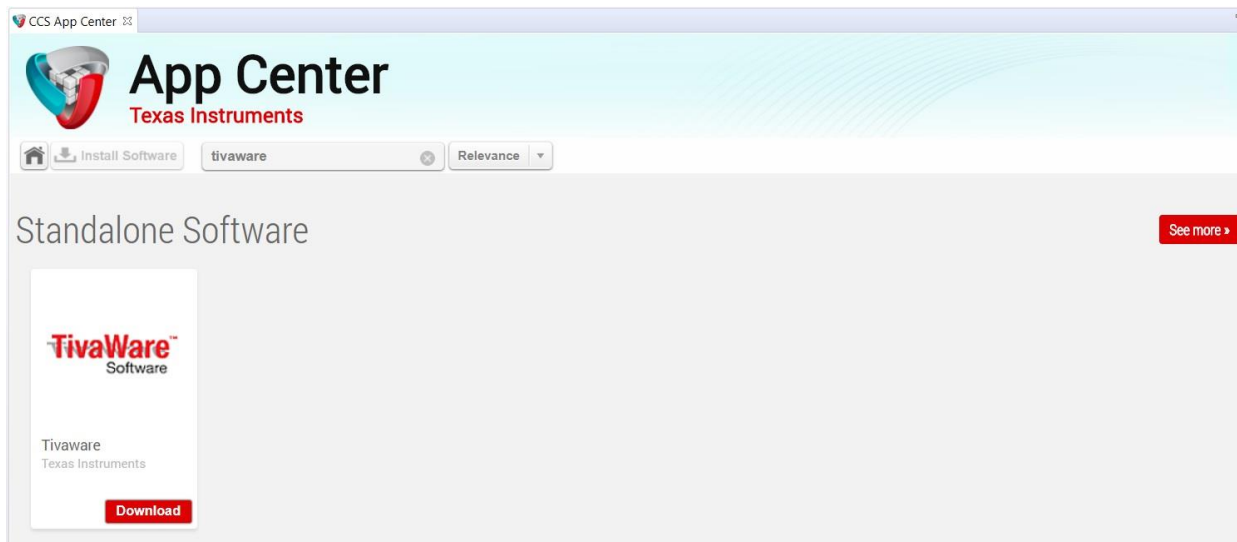 CCS App Center
App Center
Texas Instruments
Install Software
tivaware
Relevance
Standalone Software
See more »
TivaWare™
Software
Tivaware
Texas Instruments
Download